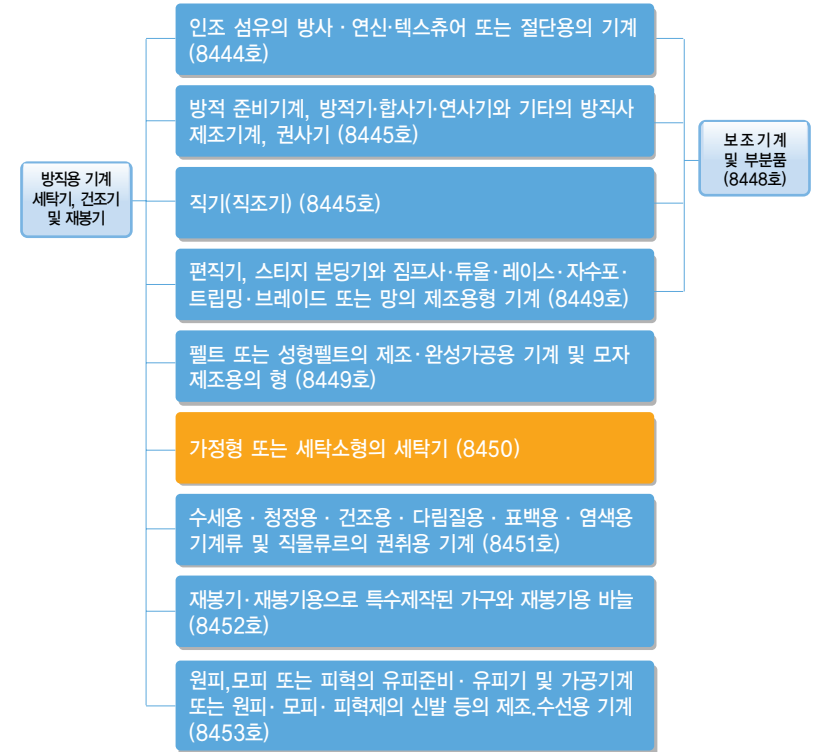 방직용 기계
세탁기, 건조기
및 재봉기
인조 섬유의 방사 · 연신·텍스츄어 또는 절단용의 기계
(8444호)
방적 준비기계, 방적기·합사기·연사기와 기타의 방직사
제조기계, 권사기 (8445호)
직기(직조기) (8445호)
편직기, 스티지 본딩기와 짐프사·튜울·레이스·자수포·
트립밍·브레이드 또는 망의 제조용형 기계 (8449호)
펠트 또는 성형펠트의 제조·완성가공용 기계 및 모자
제조용의 형 (8449호)
가정형 또는 세탁소형의 세탁기 (8450)
수세용 · 청정용 · 건조용 · 다림질용 · 표백용 · 염색용
기계류 및 직물류르의 권취용 기계 (8451호)
재봉기·재봉기용으로 특수제작된 가구와 재봉기용 바늘
(8452호)
원피,모피 또는 피혁의 유피준비· 유피기 및 가공기계
또는 원피· 모피· 피혁제의 신발 등의 제조.수선용 기계
(8453호)
보조기계
및 부분품
(8448호)